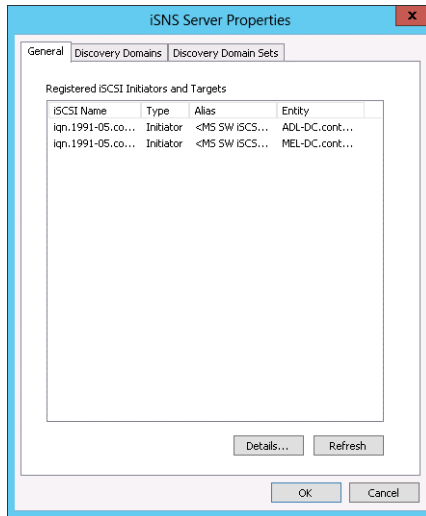 iSNS Server Properties
x
General Discovery Domains Discovery Domain Sets
Registered iSCSI Initiators and Targets
iSCSI Name Type Alias Entity
iqn.1991-05.co... Initiator <MS SW iSCS... ADL-DC.cont...
iqn.1991-05.co... Initiator <MS SW iSCS... MEL-DC.cont...
Details... Refresh
OK Cancel